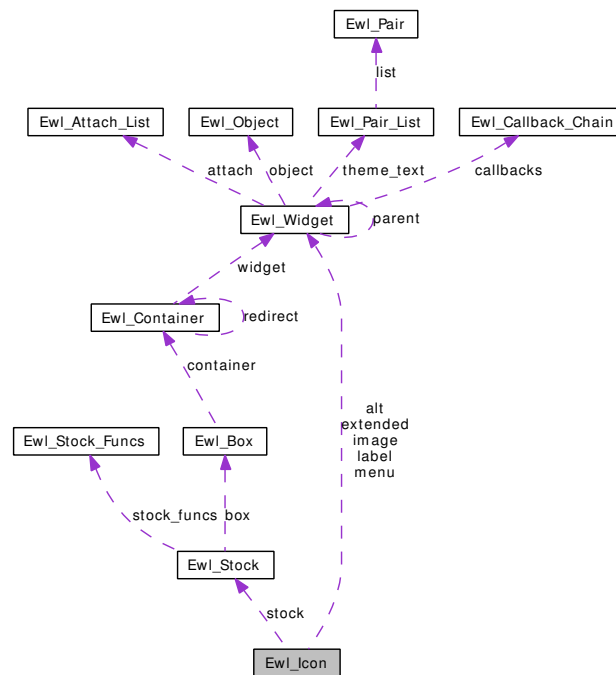 Ewl_Pair
list
Ewl_Attach_List
Ewl_Object
Ewl_Pair_List
Ewl_Callback_Chain
attach
object
theme_text
callbacks
Ewl_Widget
parent
widget
Ewl_Container
redirect
container
alt
extended
image
label
menu
Ewl_Stock_Funcs
Ewl_Box
stock_funcs
box
Ewl_Stock
stock
Ewl_Icon